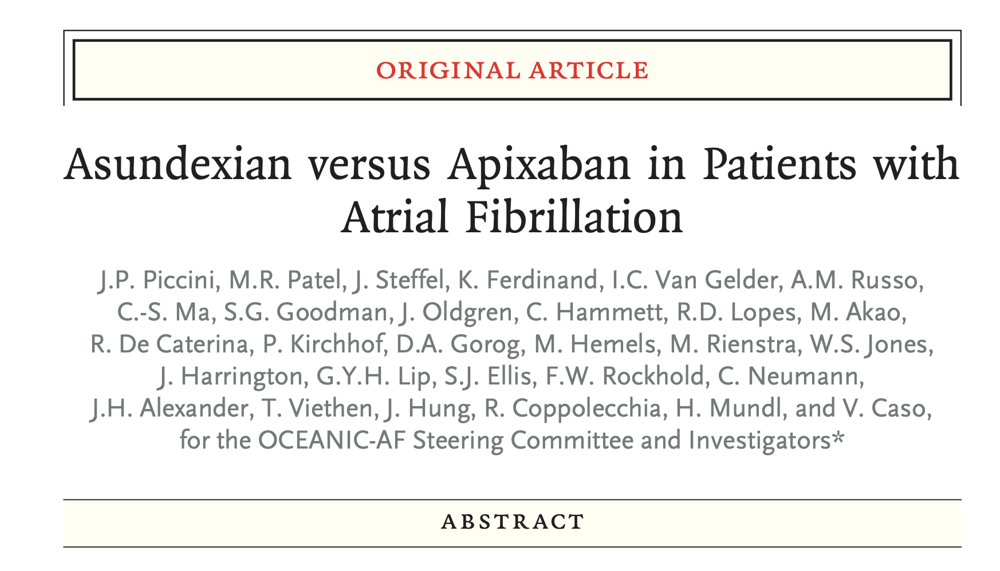 ORIGINAL ARTICLE
Asundexian versus Apixaban in Patients with
Atrial Fibrillation
J.P. Piccini, M.R. Patel, J. Steffel, K. Ferdinand, I.C. Van Gelder, A.M. Russo,
C.-S. Ma, S.G. Goodman, J. Oldgren, C. Hammett, R.D. Lopes, M. Akao,
R. De Caterina, P. Kirchhof, D.A. Gorog, M. Hemels, M. Rienstra, W.S. Jones,
J. Harrington, G.Y.H. Lip, S.J. Ellis, F.W. Rockhold, C. Neumann,
J.H. Alexander, T. Viethen, J. Hung, R. Coppolecchia, H. Mundl, and V. Caso,
for the OCEANIC-AF Steering Committee and Investigators*
ABSTRACT